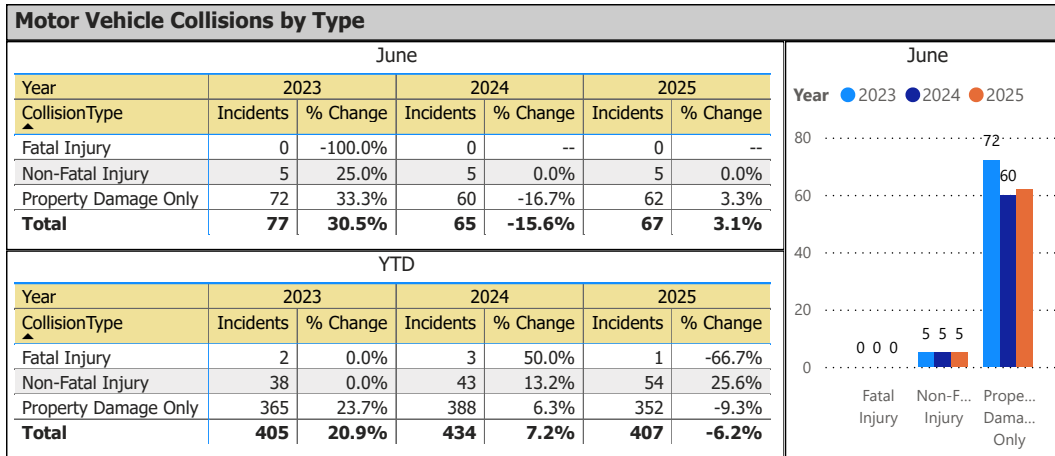 Motor Vehicle Collisions by Type
June
Year 2023 2024 2025
CollisionType Incidents % Change Incidents % Change Incidents % Change
Fatal Injury 0 -100.0% 0 -- 0 --
Non-Fatal Injury 5 25.0% 5 0.0% 5 0.0%
Property Damage Only 72 33.3% 60 -16.7% 62 3.3%
Total 77 30.5% 65 -15.6% 67 3.1%
YTD
Year 2023 2024 2025
CollisionType Incidents % Change Incidents % Change Incidents % Change
Fatal Injury 2 0.0% 3 50.0% 1 -66.7%
Non-Fatal Injury 38 0.0% 43 13.2% 54 25.6%
Property Damage Only 365 23.7% 388 6.3% 352 -9.3%
Total 405 20.9% 434 7.2% 407 -6.2%
June
Year 2023 2024 2025
80
72
60
60
40
20
5 5 5
0 0 0
0
Fatal Non-F... Prope...
Injury Injury Dama...
Only